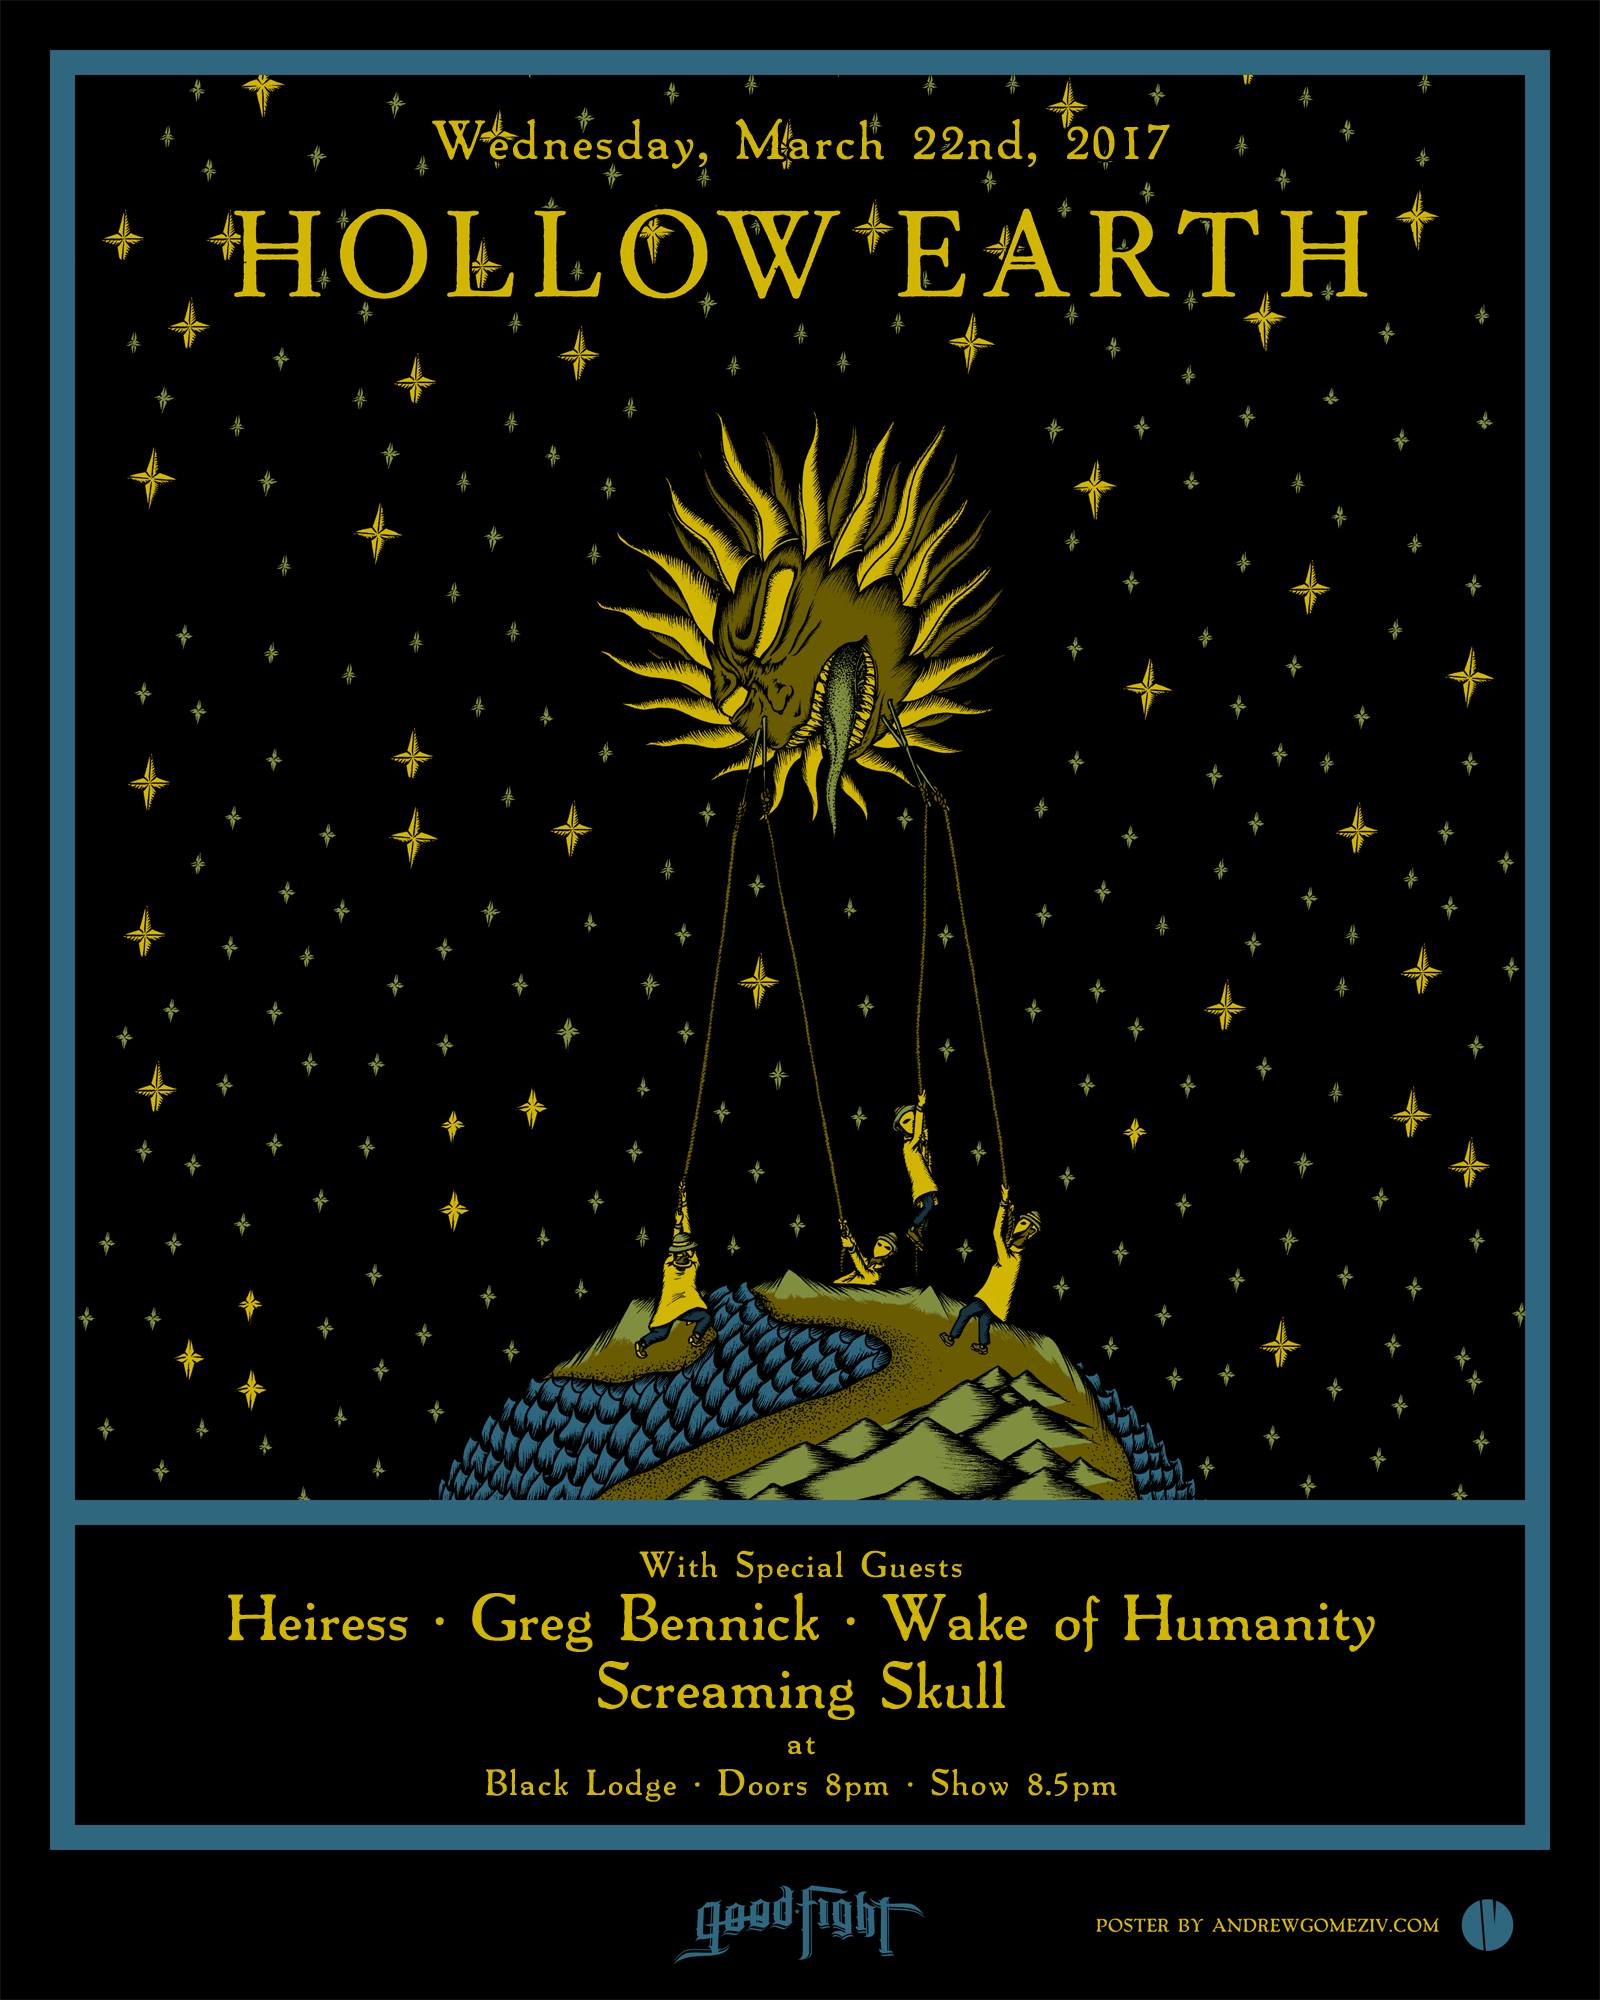 Wednesday, March 22nd, 2017
HOLLOW EARTH
With Special Guests
Heiress · Greg Bennick · Wake of Humanity
Screaming Skull
at
Black Lodge · Doors 8pm · Show 8.5pm
good fight
POSTER BY ANDREWGOMEZIV.COM